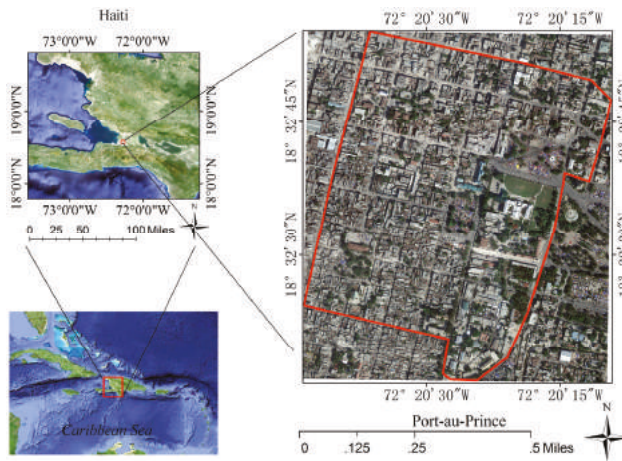 Haiti
73°0'0"W 72°0'0"W
19°0'0"N
18°0'0"N
19°0'0"N
18°0'0"N
73°0'0"W 72°0'0"W
N
0 25 50 100 Miles
Caribbean Sea
72° 20'30"W 72° 20'15"W
18° 32'45"N
18° 32'30"N
72° 20'30"W 72° 20'15"W
Port-au-Prince
N
0 .125 .25 .5 Miles